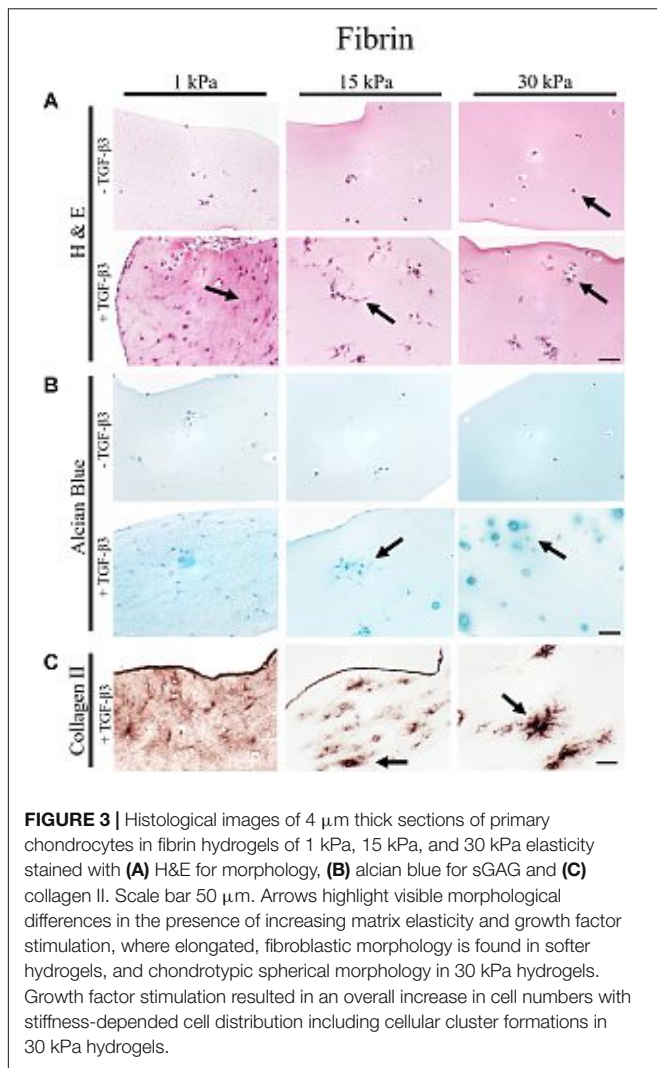 Fibrin
1 kPa 15 kPa 30 kPa
A
H & E
- TGF-β3
+ TGF-β3
B
Alcian Blue
- TGF-β3
+ TGF-β3
C
Collagen II
+ TGF-β3
FIGURE 3 | Histological images of 4 μm thick sections of primary
chondrocytes in fibrin hydrogels of 1 kPa, 15 kPa, and 30 kPa elasticity
stained with (A) H&E for morphology, (B) alcian blue for sGAG and (C)
collagen II. Scale bar 50 μm. Arrows highlight visible morphological
differences in the presence of increasing matrix elasticity and growth factor
stimulation, where elongated, fibroblastic morphology is found in softer
hydrogels, and chondrotypic spherical morphology in 30 kPa hydrogels.
Growth factor stimulation resulted in an overall increase in cell numbers with
stiffness-depended cell distribution including cellular cluster formations in
30 kPa hydrogels.